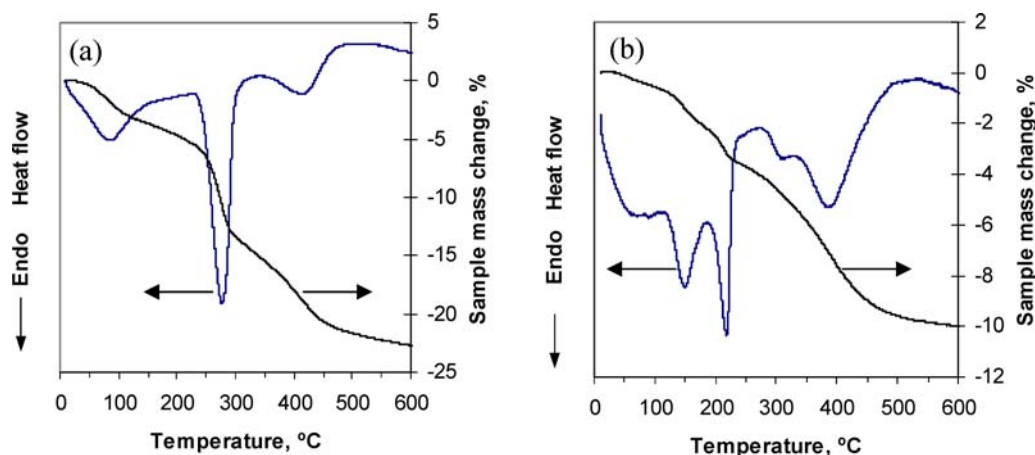 (a)
Endo Heat flow
5
0
-5
-10
-15
-20
-25
Sample mass change, %
0 100 200 300 400 500 600
Temperature, ºC
(b)
Endo Heat flow
2
0
-2
-4
-6
-8
-10
-12
Sample mass change, %
0 100 200 300 400 500 600
Temperature, ºC